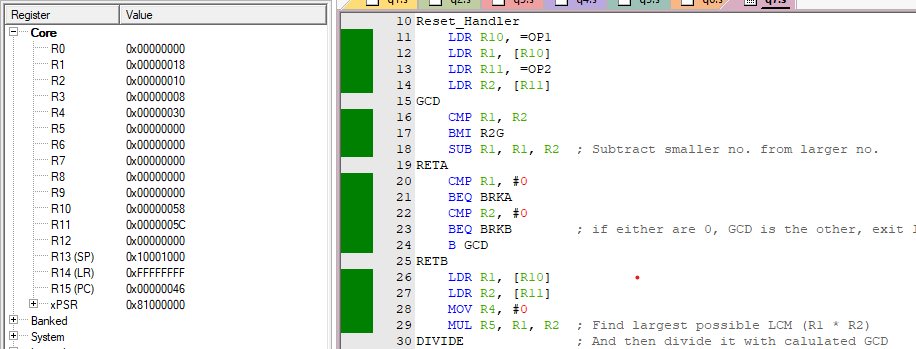 Register Value
Core
R0 0x00000000
R1 0x00000018
R2 0x00000010
R3 0x00000008
R4 0x00000030
R5 0x00000000
R6 0x00000000
R7 0x00000000
R8 0x00000000
R9 0x00000000
R10 0x00000058
R11 0x0000005C
R12 0x00000000
R13 (SP) 0x10001000
R14 (LR) 0xFFFFFFFF
R15 (PC) 0x00000046
xPSR 0x81000000
Banked
System
q7.s
10 Reset_Handler
11 LDR R10, =OP1
12 LDR R1, [R10]
13 LDR R11, =OP2
14 LDR R2, [R11]
15 GCD
16 CMP R1, R2
17 BMI R2G
18 SUB R1, R1, R2 ; Subtract smaller no. from larger no.
19 RETA
20 CMP R1, #0
21 BEQ BRKA
22 CMP R2, #0
23 BEQ BRKB ; if either are 0, GCD is the other, exit
24 B GCD
25 RETB
26 LDR R1, [R10]
27 LDR R2, [R11]
28 MOV R4, #0
29 MUL R5, R1, R2 ; Find largest possible LCM (R1 * R2)
30 DIVIDE ; And then divide it with calulated GCD